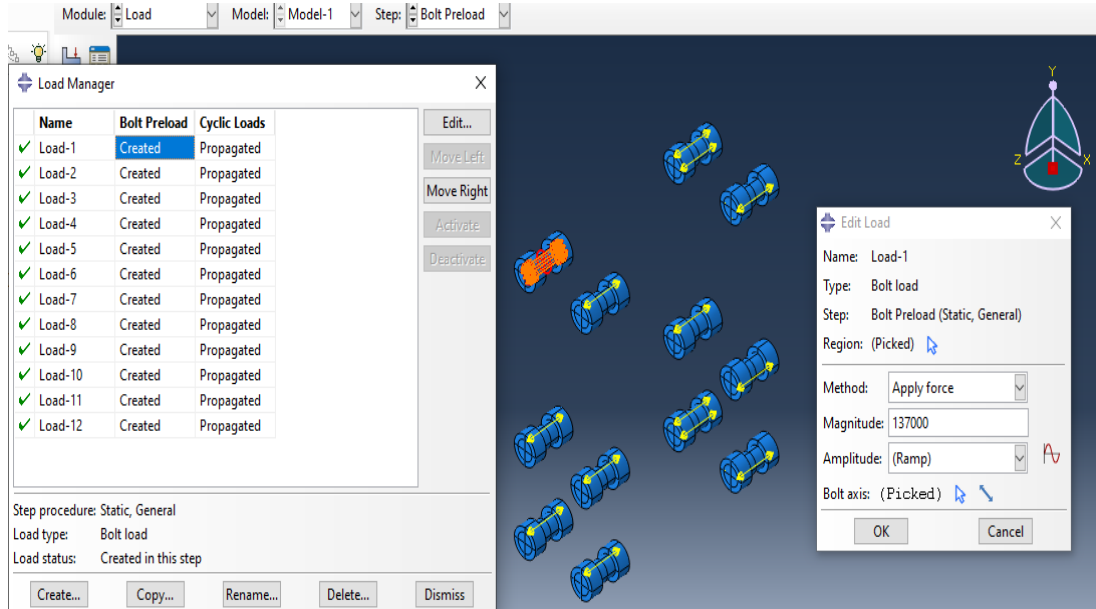 Module: Load Model: Model-1 Step: Bolt Preload
Load Manager
Name Bolt Preload Cyclic Loads
Load-1 Created Propagated
Load-2 Created Propagated
Load-3 Created Propagated
Load-4 Created Propagated
Load-5 Created Propagated
Load-6 Created Propagated
Load-7 Created Propagated
Load-8 Created Propagated
Load-9 Created Propagated
Load-10 Created Propagated
Load-11 Created Propagated
Load-12 Created Propagated
Edit...
Move Left
Move Right
Activate
Deactivate
Step procedure: Static, General
Load type: Bolt load
Load status: Created in this step
Create... Copy... Rename... Delete... Dismiss
Y
Z X
Edit Load
Name: Load-1
Type: Bolt load
Step: Bolt Preload (Static, General)
Region: (Picked)
Method: Apply force
Magnitude: 137000
Amplitude: (Ramp)
Bolt axis: (Picked)
OK Cancel